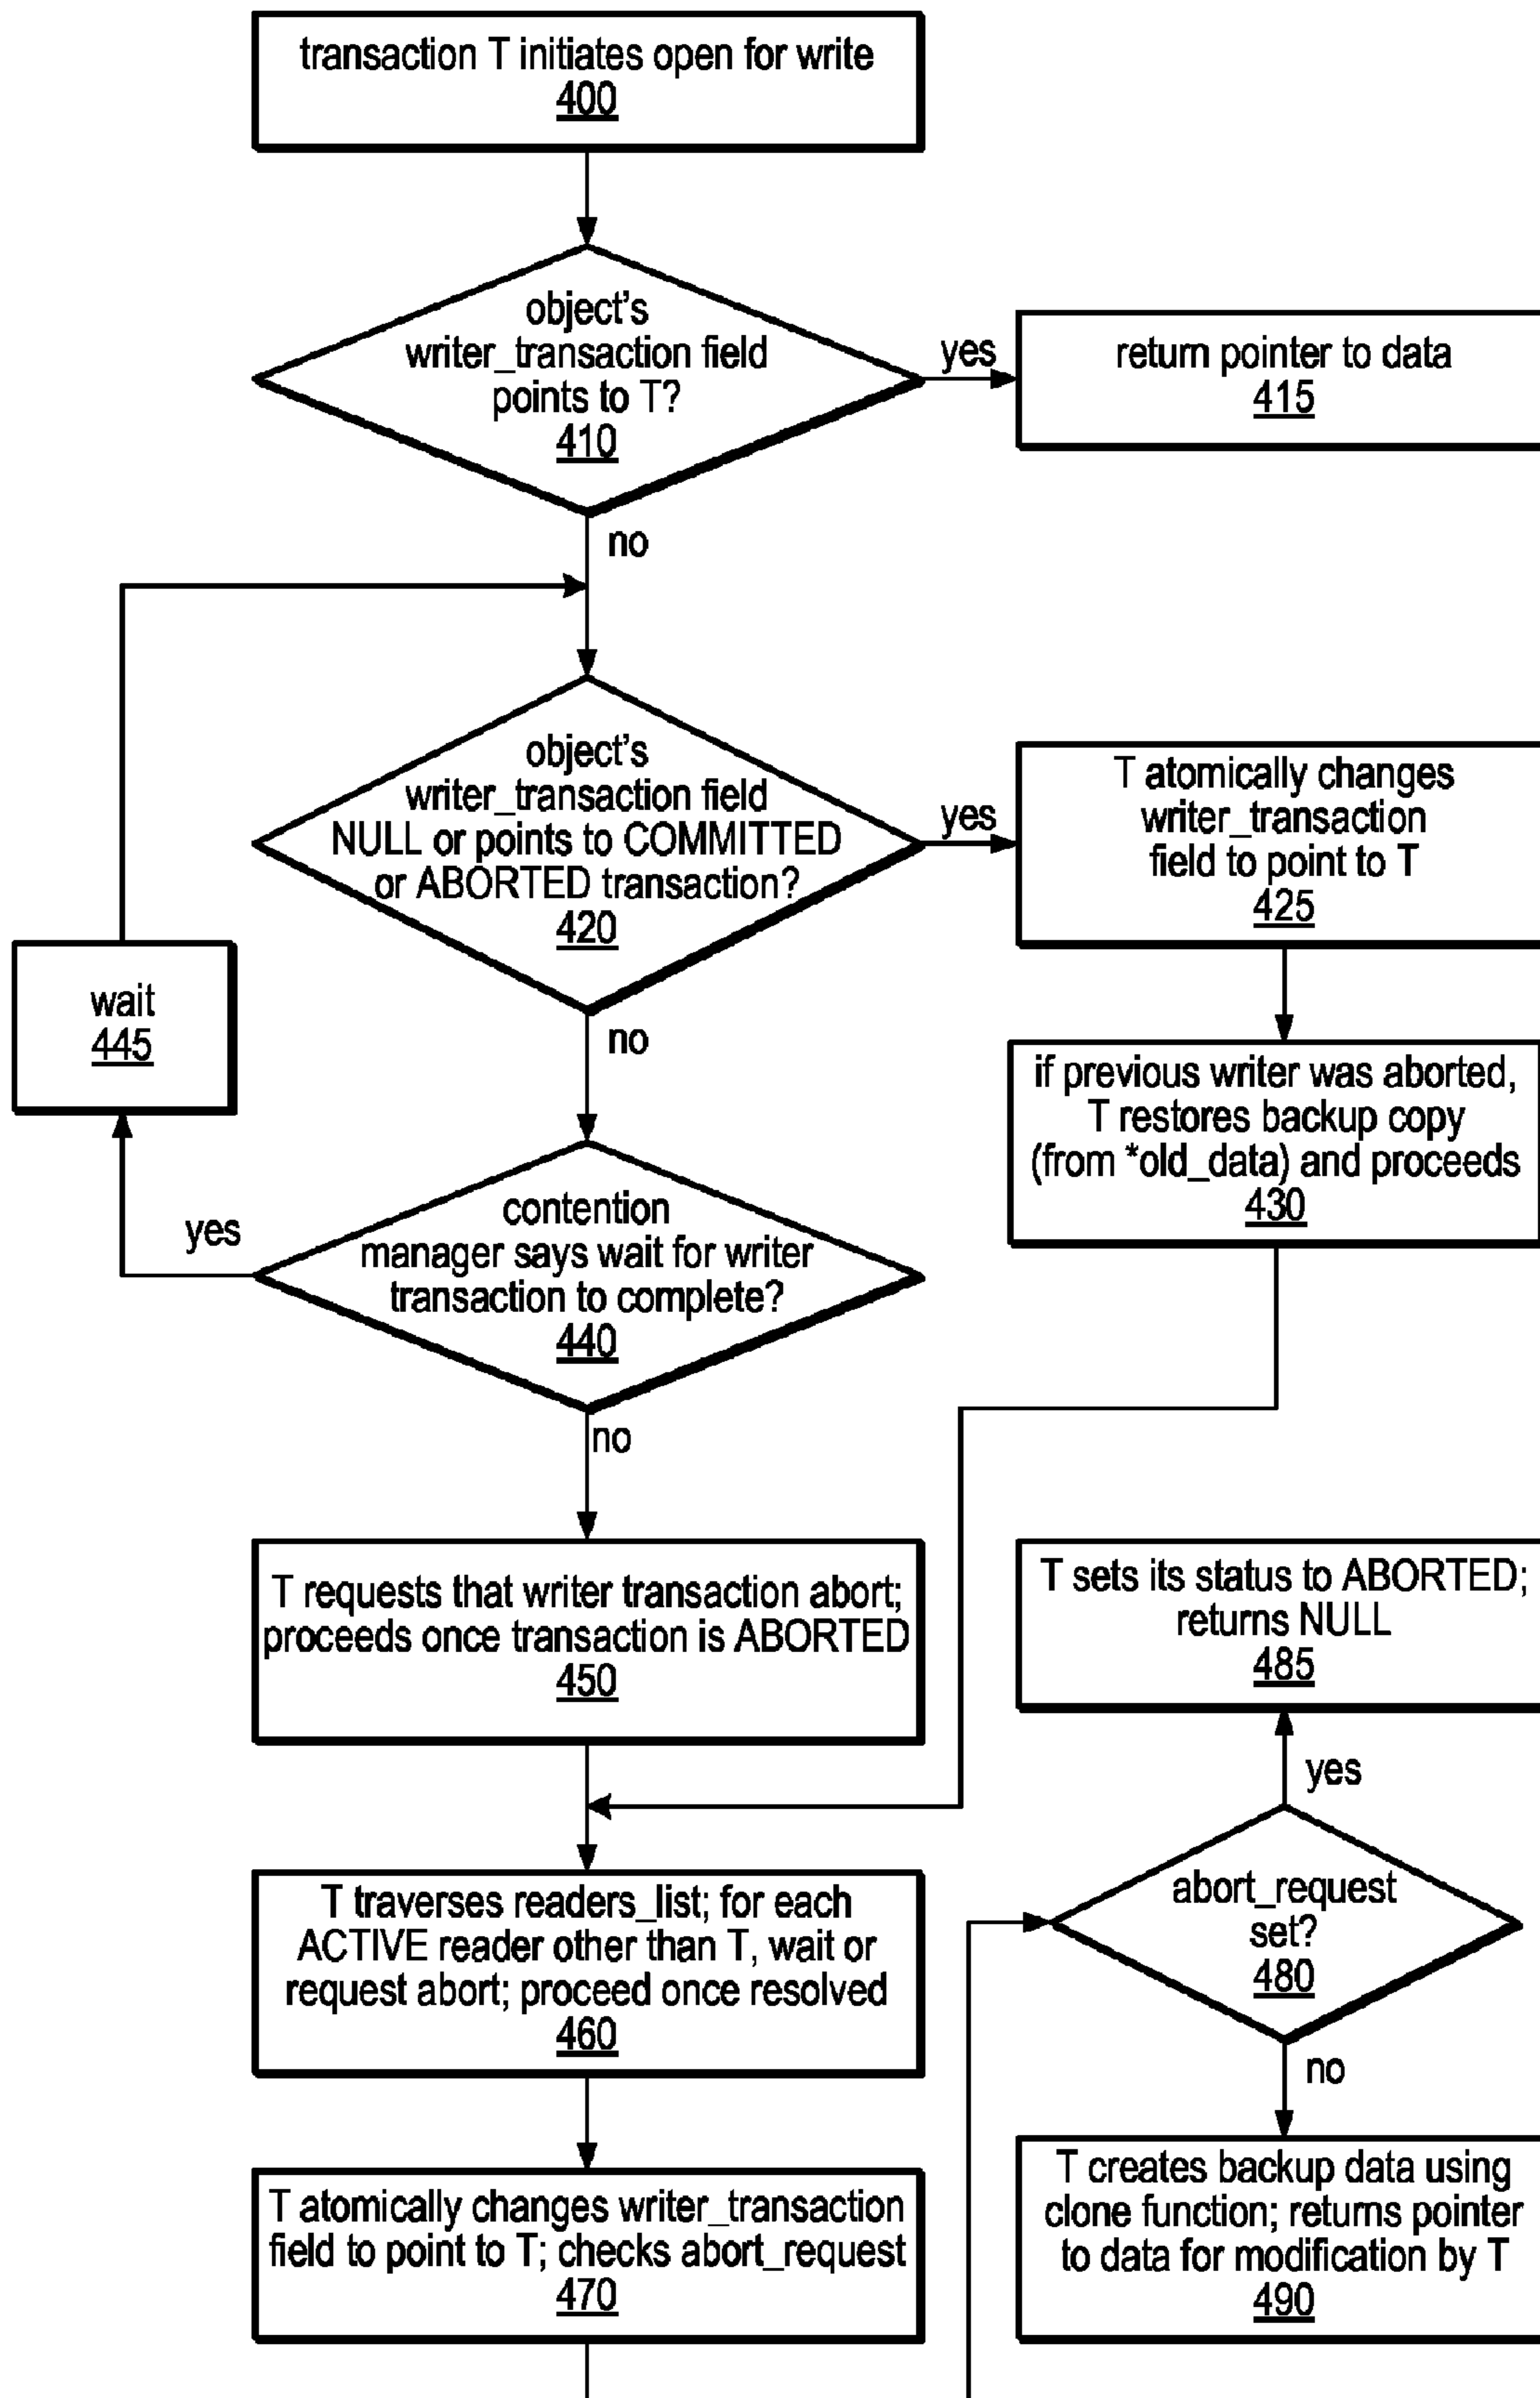 transaction T initiates open for write
400
object's
writer_transaction field
points to T?
410
yes
return pointer to data
415
no
object's
writer_transaction field
NULL or points to COMMITTED
or ABORTED transaction?
420
yes
T atomically changes
writer_transaction
field to point to T
425
wait
445
no
if previous writer was aborted,
T restores backup copy
(from *old_data) and proceeds
430
yes
contention
manager says wait for writer
transaction to complete?
440
no
T requests that writer transaction abort;
proceeds once transaction is ABORTED
450
T sets its status to ABORTED;
returns NULL
485
yes
T traverses readers_list; for each
ACTIVE reader other than T, wait or
request abort; proceed once resolved
460
abort_request
set?
480
no
T atomically changes writer_transaction
field to point to T; checks abort_request
470
T creates backup data using
clone function; returns pointer
to data for modification by T
490